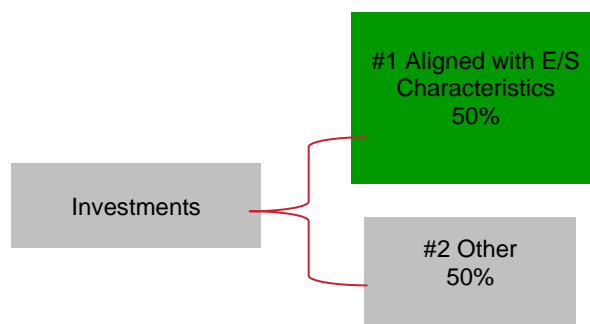 #1 Aligned with E/S
Characteristics
50%
Investments
#2 Other
50%